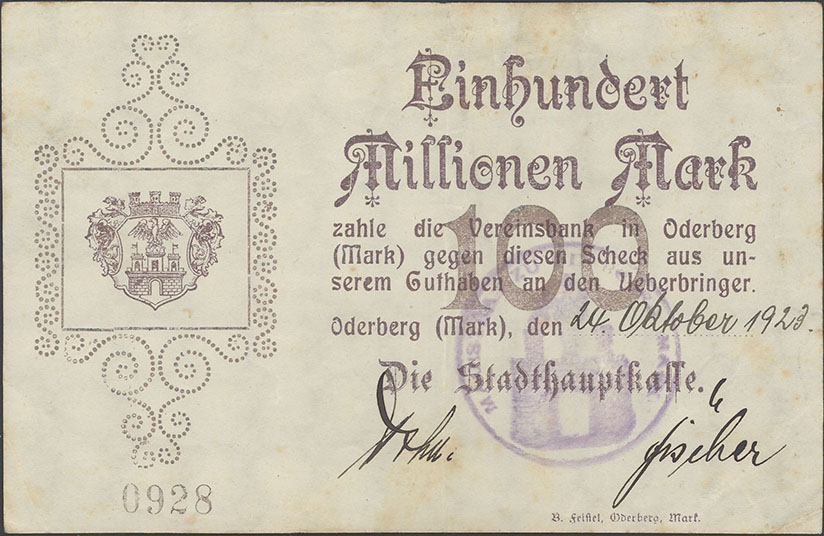 Einhundert
Millionen Mark
100
zahle die Vereinsbank in Oderberg
(Mark) gegen diesen Scheck aus un-
serem Guthaben an den Ueberbringer.
Oderberg (Mark), den 24. Oktober 1923.
Die Stadthauptkasse.
Fischer
0928
B. Feistel, Oderberg, Mark.